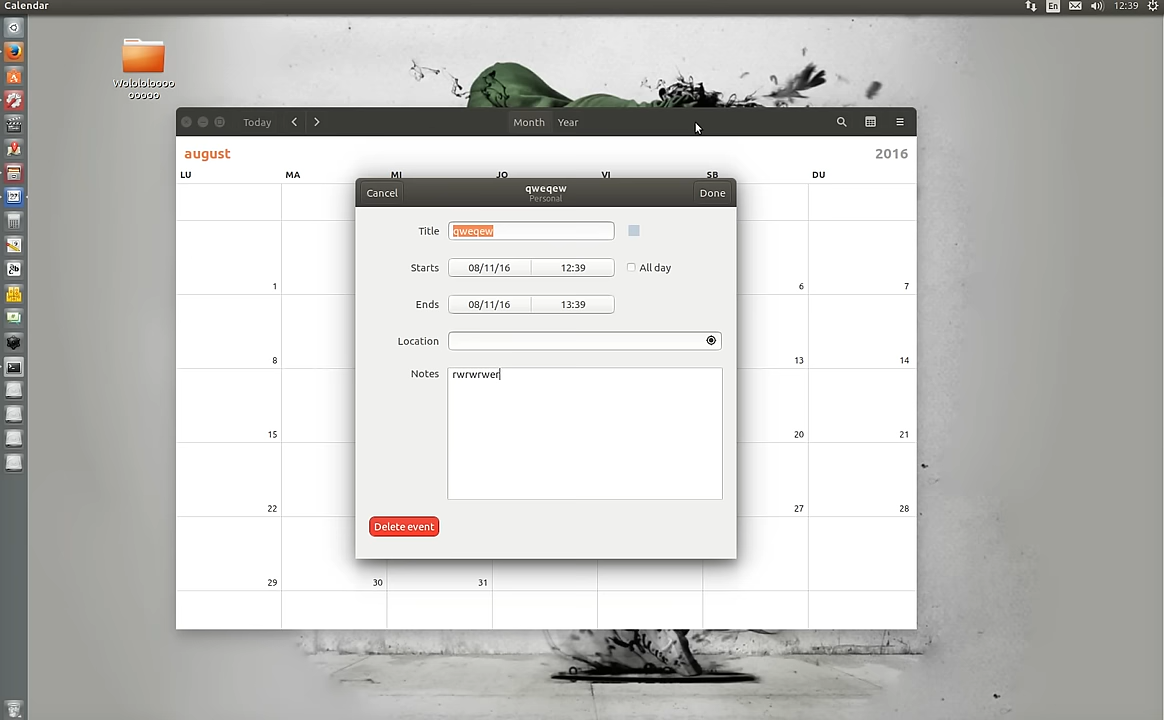 Calendar
En
12:39
Today
Month
Year
august
2016
LU MA MI JO VI SB DU
Cancel
qweqew
Personal
Done
Title qweqew
Starts 08/11/16 12:39 All day
Ends 08/11/16 13:39
Location
Notes rwrwrwer
Delete event
1 6 7
8 13 14
15 20 21
22 27 28
29 30 31